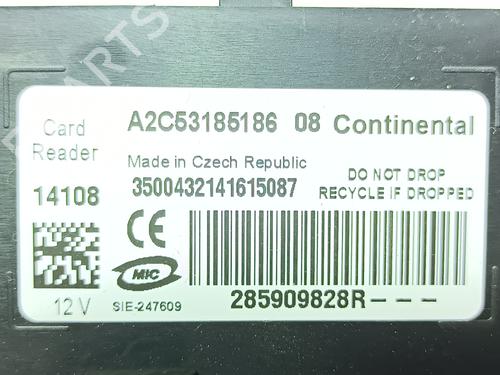 PARTS
Card Reader
A2C53185186 08 Continental
Made in Czech Republic
14108
3500432141615087
DO NOT DROP
RECYCLE IF DROPPED
CE
MIC
12 V
SIE-247609
285909828R---